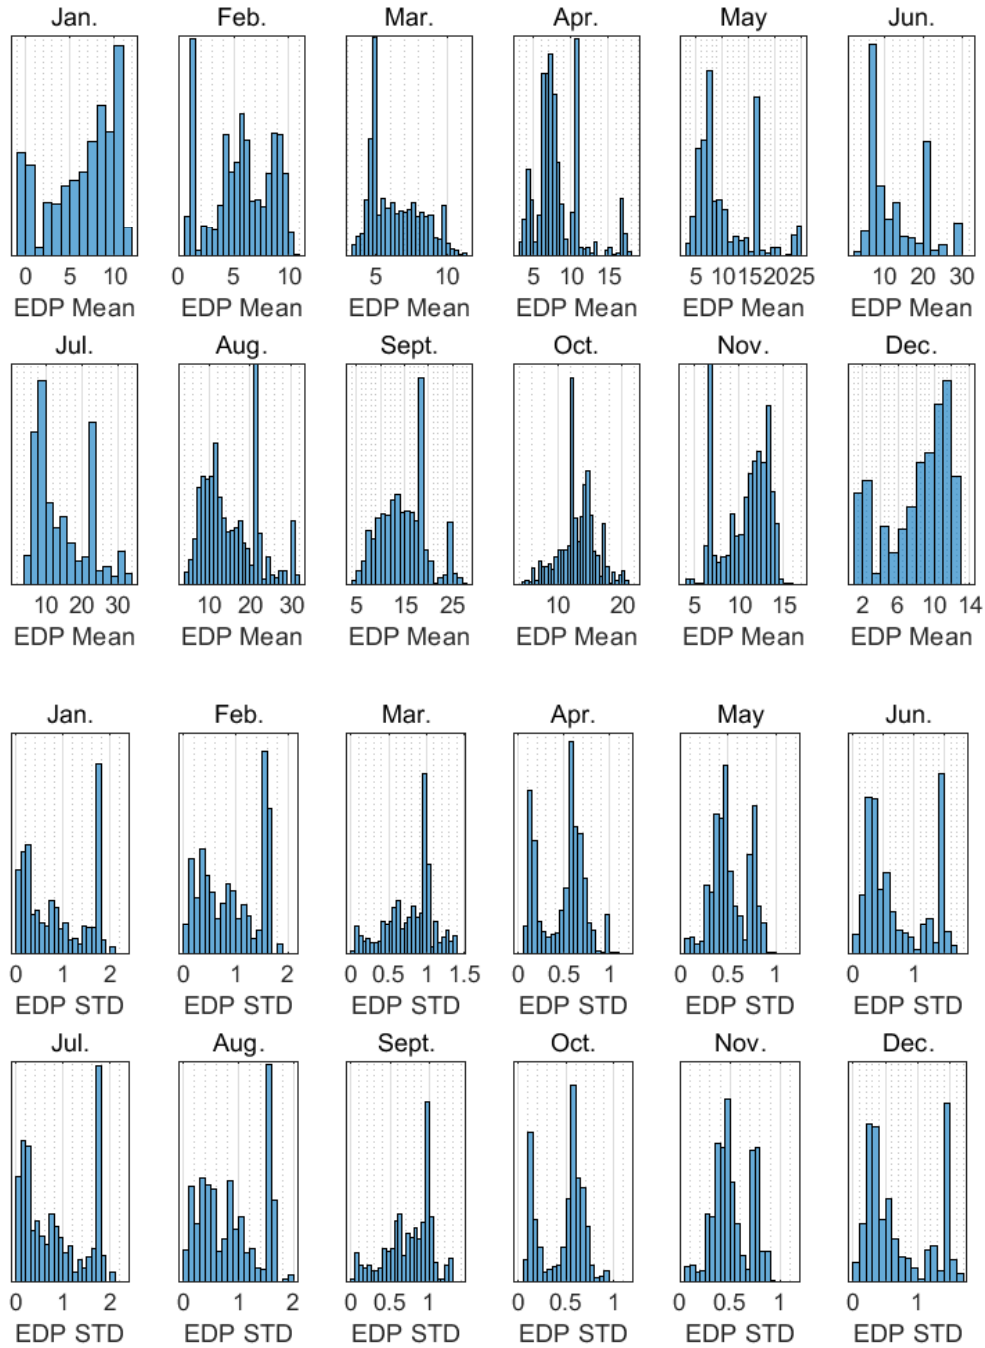 Jan. Feb. Mar. Apr. May Jun.
0 5 10 0 5 10 5 10 5 10 15 5 10 15 20 25 10 20 30
EDP Mean EDP Mean EDP Mean EDP Mean EDP Mean EDP Mean
Jul. Aug. Sept. Oct. Nov. Dec.
10 20 30 10 20 30 5 15 25 10 20 5 10 15 2 6 10 14
EDP Mean EDP Mean EDP Mean EDP Mean EDP Mean EDP Mean
Jan. Feb. Mar. Apr. May Jun.
0 1 2 0 1 2 0 0.5 1 1.5 0 0.5 1 0 0.5 1 0 1
EDP STD EDP STD EDP STD EDP STD EDP STD EDP STD
Jul. Aug. Sept. Oct. Nov. Dec.
0 1 2 0 1 2 0 0.5 1 0 0.5 1 0 0.5 1 0 1
EDP STD EDP STD EDP STD EDP STD EDP STD EDP STD